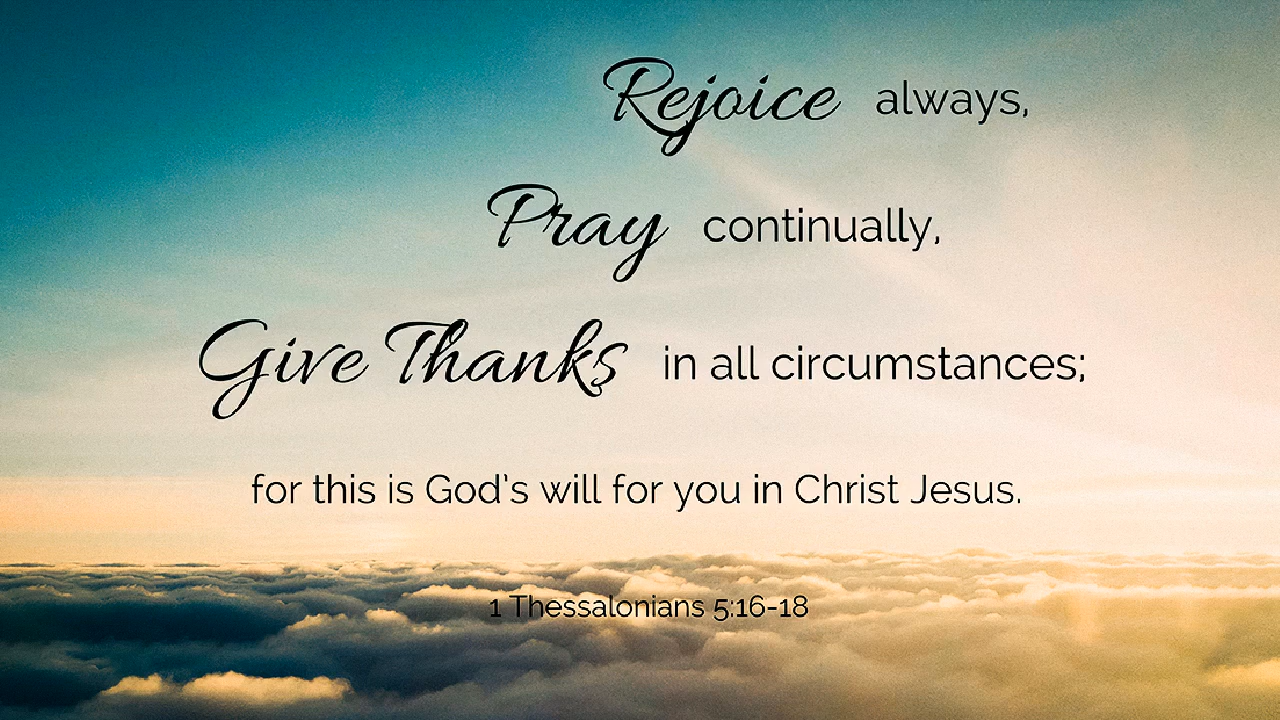 Rejoice always,
Pray continually,
Give Thanks in all circumstances;
for this is God's will for you in Christ Jesus.
1 Thessalonians 5:16-18